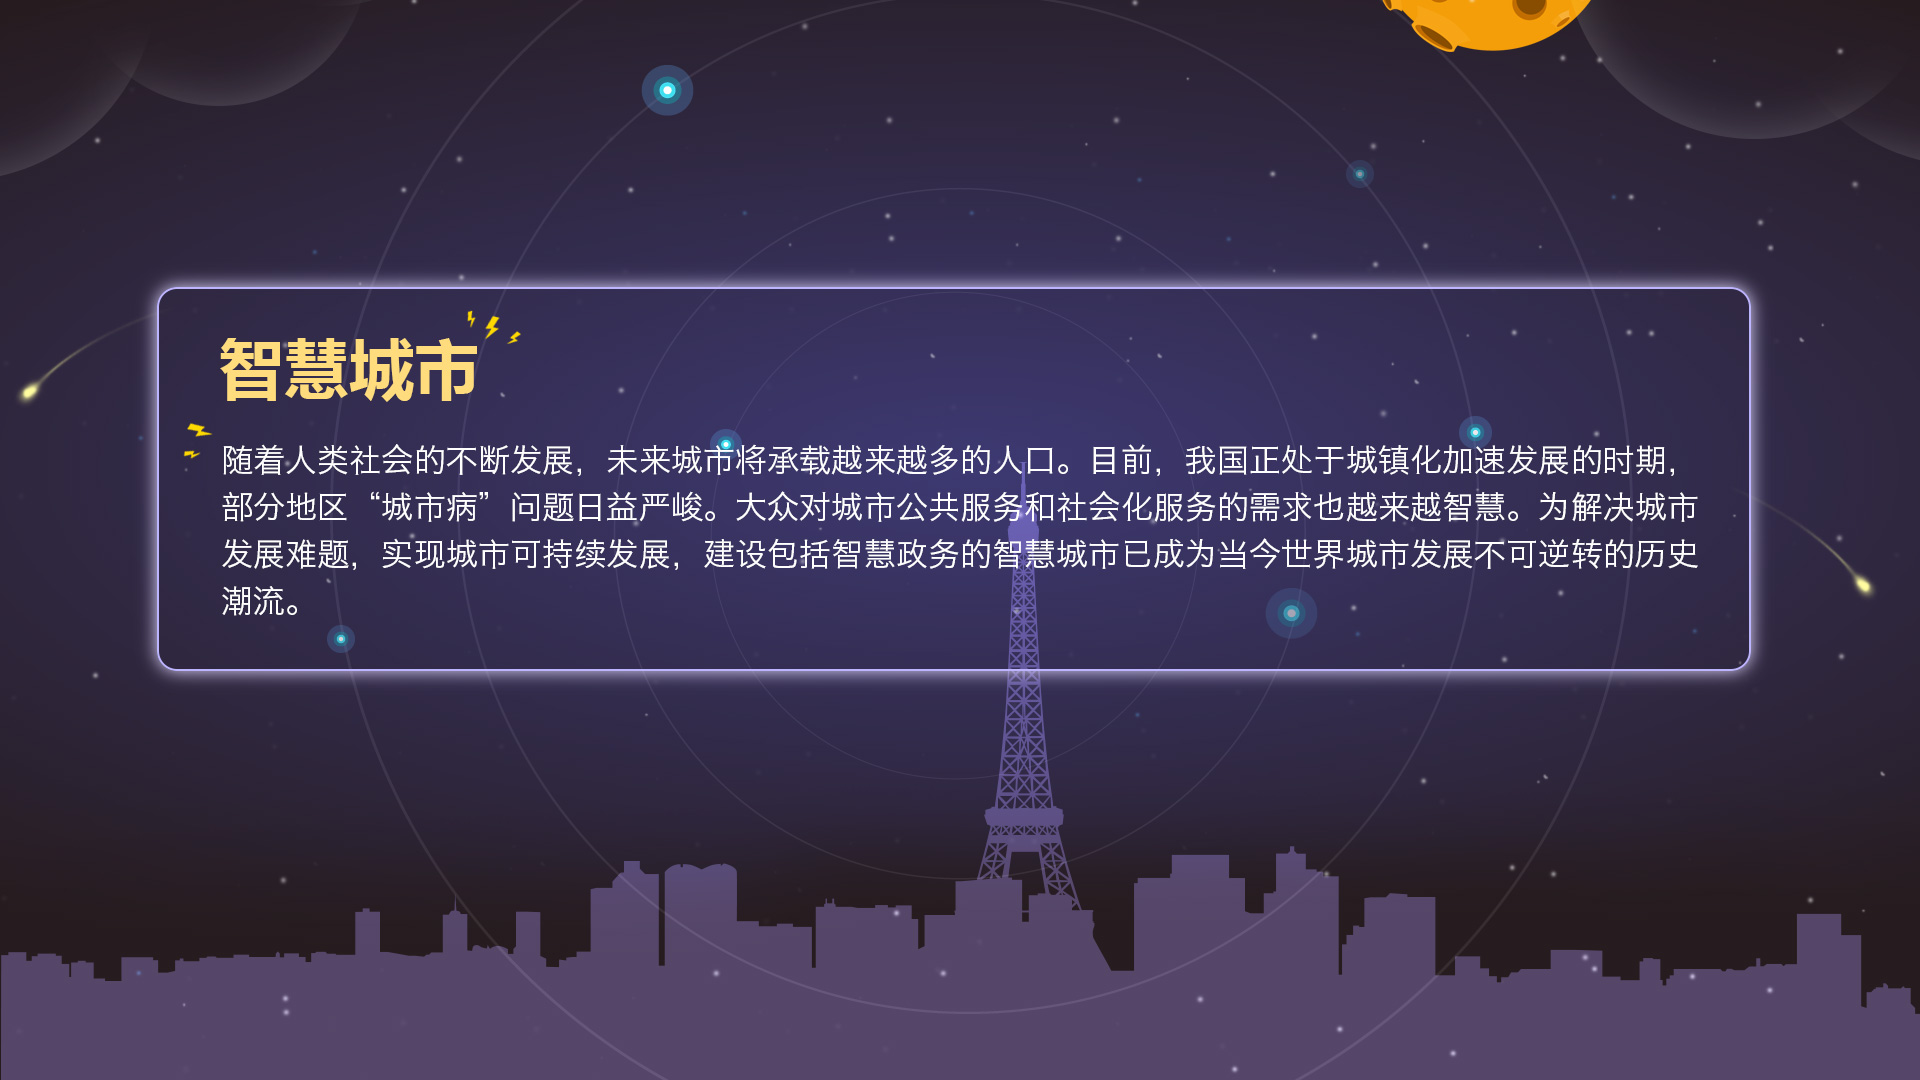 智慧城市
随着人类社会的不断发展，未来城市将承载越来越多的人口。目前，我国正处于城镇化加速发展的时期，
部分地区“城市病”问题日益严峻。大众对城市公共服务和社会化服务的需求也越来越智慧。为解决城市
发展难题，实现城市可持续发展，建设包括智慧政务的智慧城市已成为当今世界城市发展不可逆转的历史
潮流。